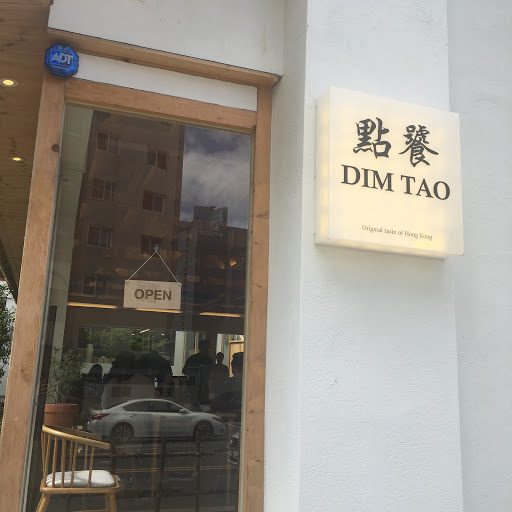 ADT
點饕
DIM TAO
Original taste of Hong Kong
OPEN